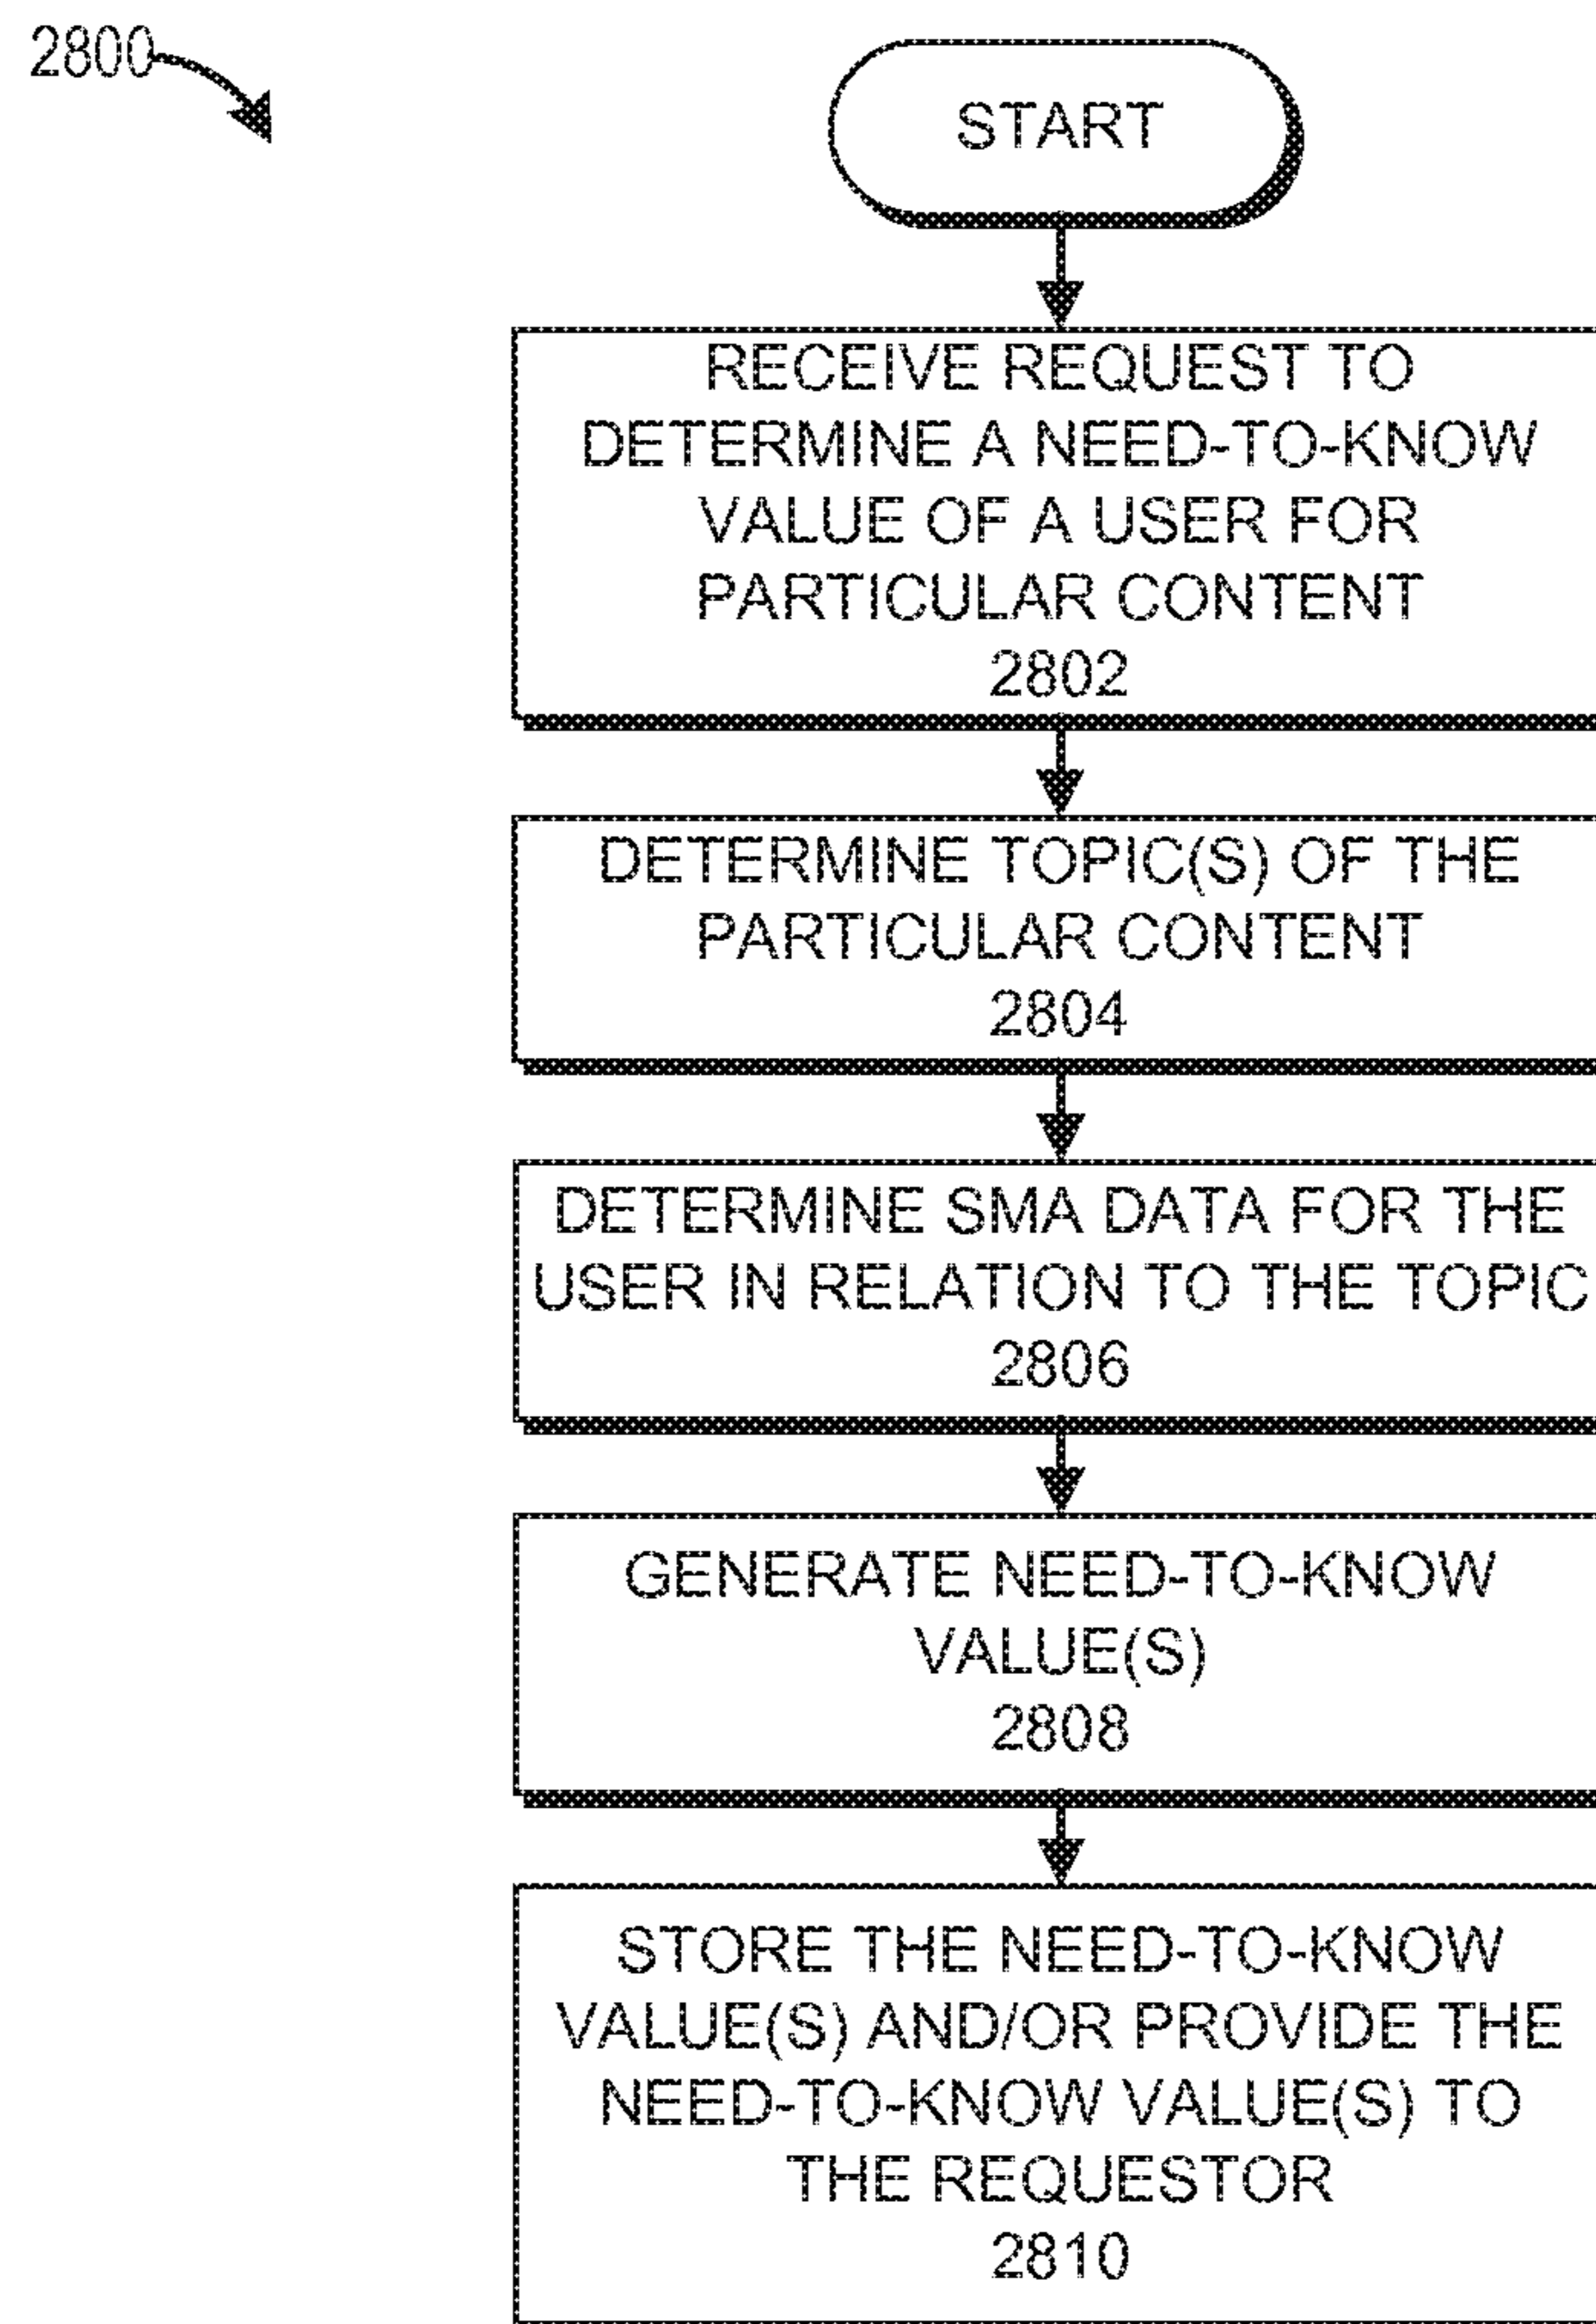 2800
START
RECEIVE REQUEST TO
DETERMINE A NEED-TO-KNOW
VALUE OF A USER FOR
PARTICULAR CONTENT
2802
DETERMINE TOPIC(S) OF THE
PARTICULAR CONTENT
2804
DETERMINE SMA DATA FOR THE
USER IN RELATION TO THE TOPIC
2806
GENERATE NEED-TO-KNOW
VALUE(S)
2808
STORE THE NEED-TO-KNOW
VALUE(S) AND/OR PROVIDE THE
NEED-TO-KNOW VALUE(S) TO
THE REQUESTOR
2810